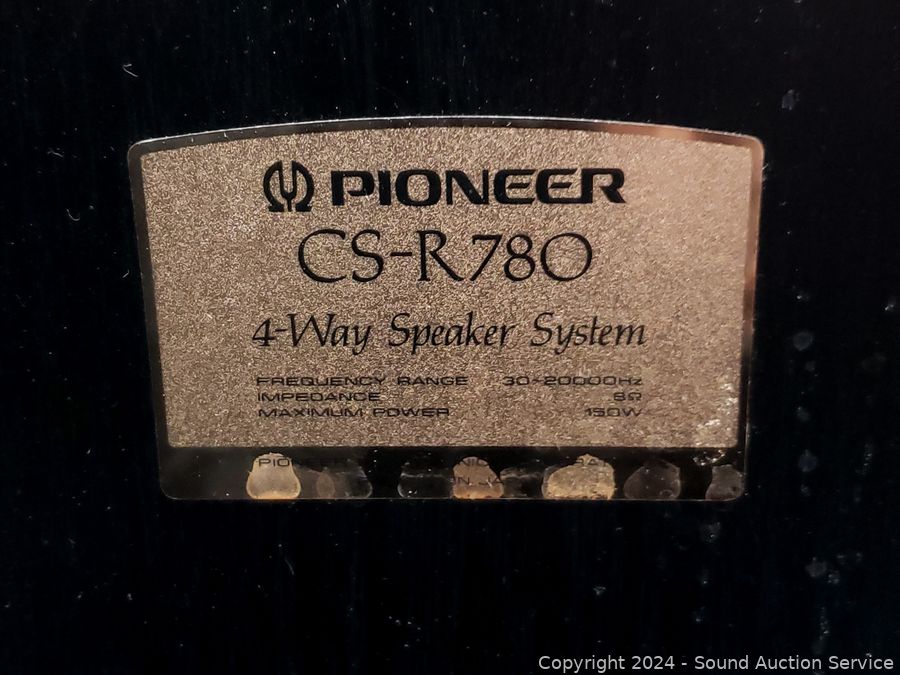 PIONEER
CS-R780
4-Way Speaker System
FREQUENCY RANGE 30~20000Hz
IMPEDANCE 8Ω
MAXIMUM POWER 150W
Copyright 2024 - Sound Auction Service